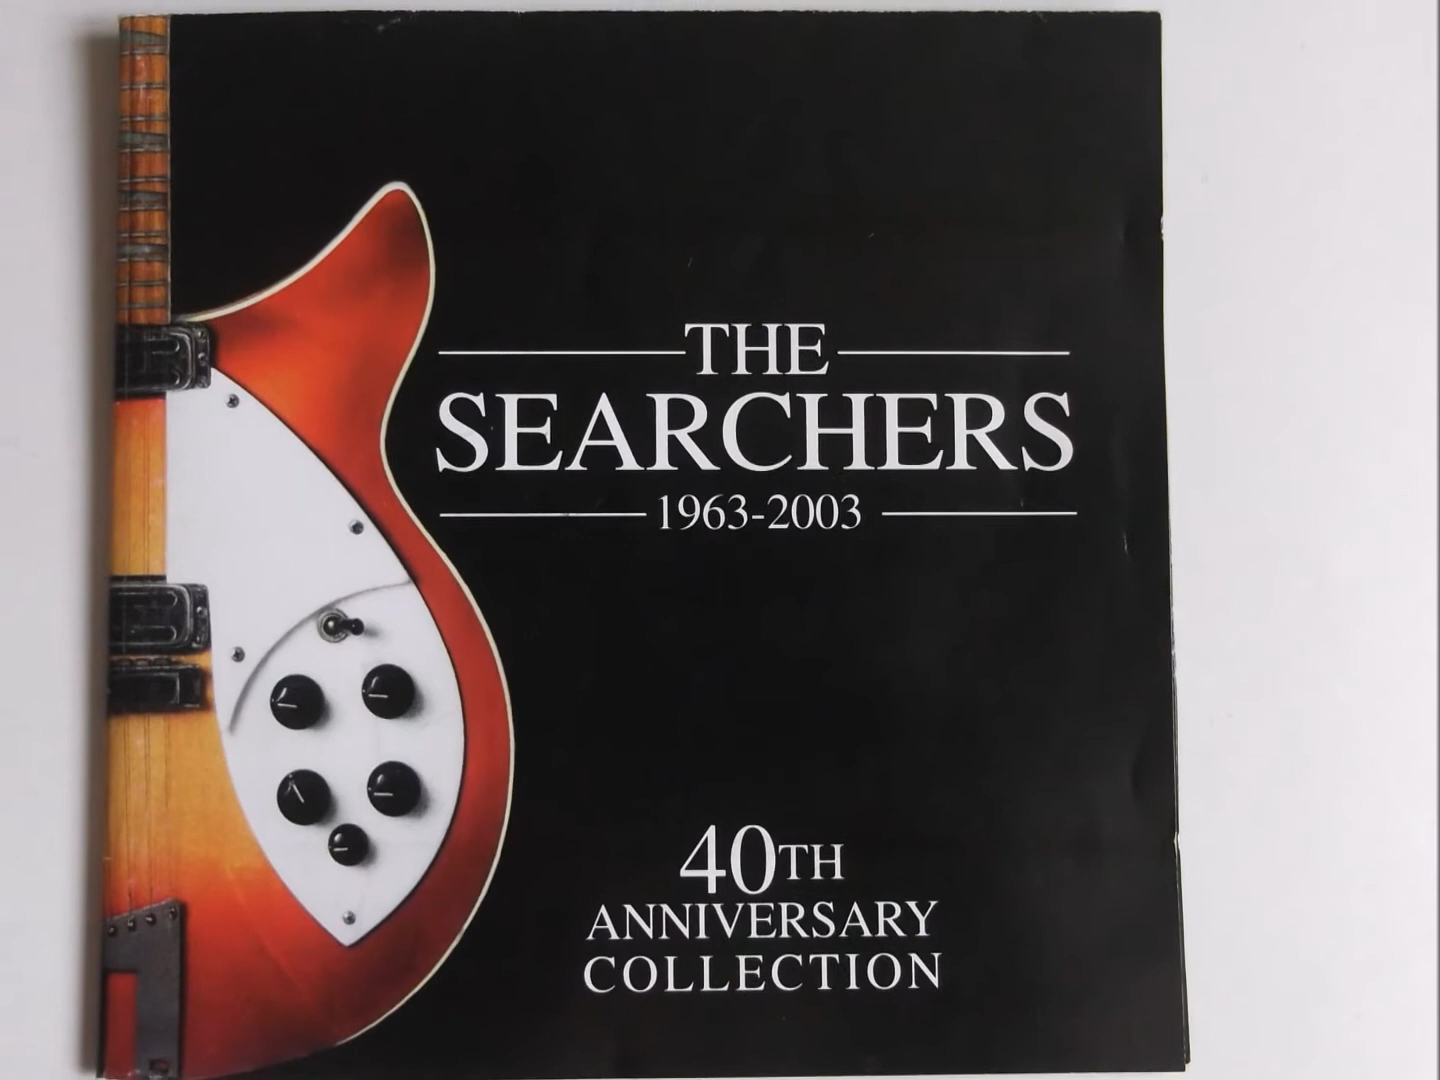 THE
SEARCHERS
1963-2003
40TH
ANNIVERSARY
COLLECTION